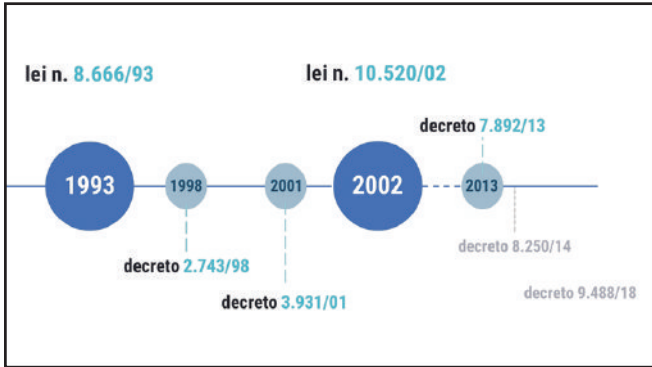 lei n. 8.666/93
lei n. 10.520/02
decreto 7.892/13
1993
1998
2001
2002
2013
decreto 2.743/98
decreto 3.931/01
decreto 8.250/14
decreto 9.488/18